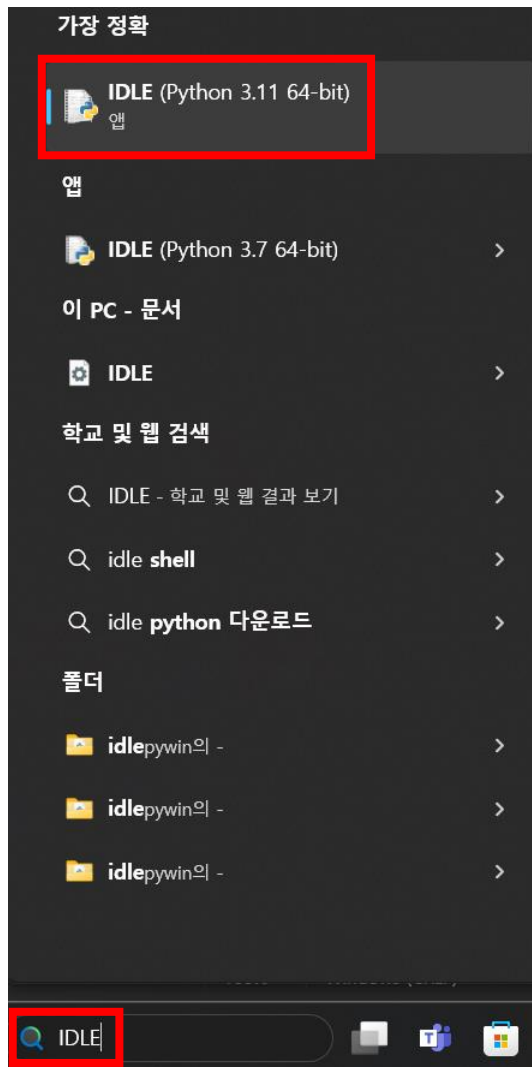 가장 정확
IDLE (Python 3.11 64-bit)
앱
앱
IDLE (Python 3.7 64-bit)
이 PC - 문서
IDLE
학교 및 웹 검색
IDLE - 학교 및 웹 결과 보기
idle shell
idle python 다운로드
폴더
idlepywin의 -
idlepywin의 -
idlepywin의 -
IDLE